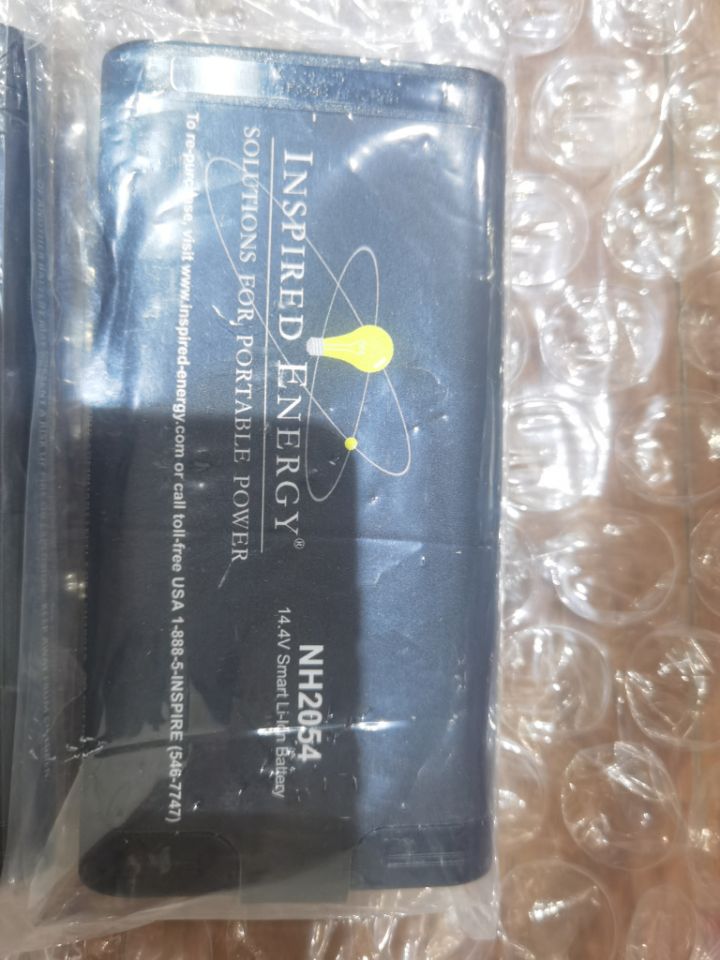 INSPIRED ENERGY®
SOLUTIONS FOR PORTABLE POWER
NH2054
14.4V Smart Li-Ion Battery
To re-purchase, visit www.inspired-energy.com or call toll-free USA 1-888-5-INSPIRE (546-7747)